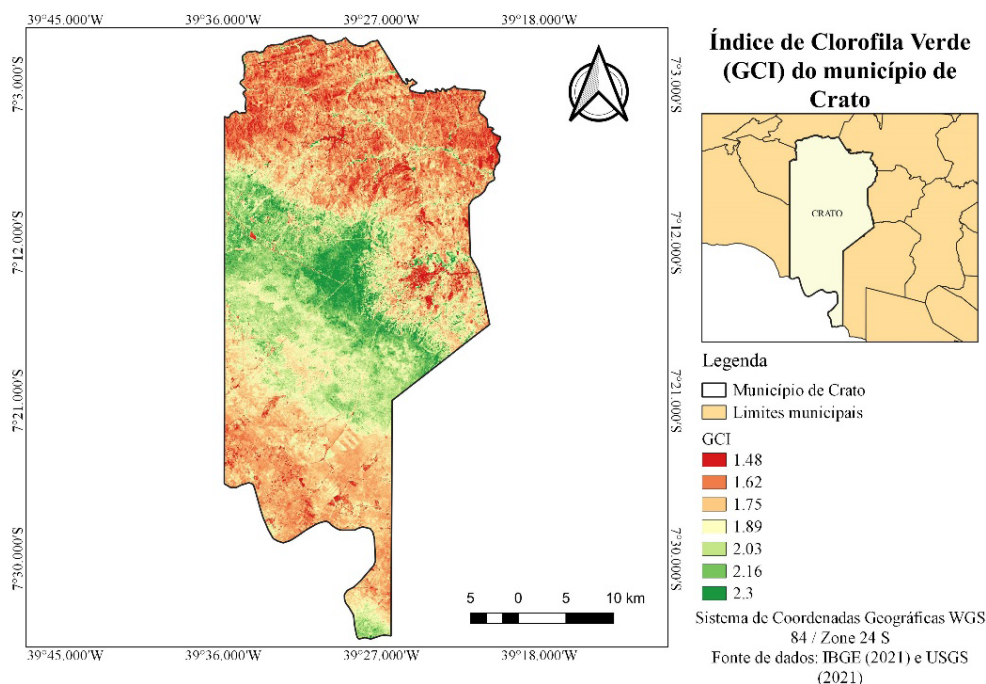 39°45.000'W 39°36.000'W 39°27.000'W 39°18.000'W
7°3.000'S
7°12.000'S
7°21.000'S
7°30.000'S
7°3.000'S
7°12.000'S
7°21.000'S
7°30.000'S
5 0 5 10 km
39°45.000'W 39°36.000'W 39°27.000'W 39°18.000'W
Índice de Clorofila Verde
(GCI) do município de
Crato
CRATO
Legenda
Município de Crato
Limites municipais
GCI
1.48
1.62
1.75
1.89
2.03
2.16
2.3
Sistema de Coordenadas Geográficas WGS
84 / Zone 24 S
Fonte de dados: IBGE (2021) e USGS
(2021)